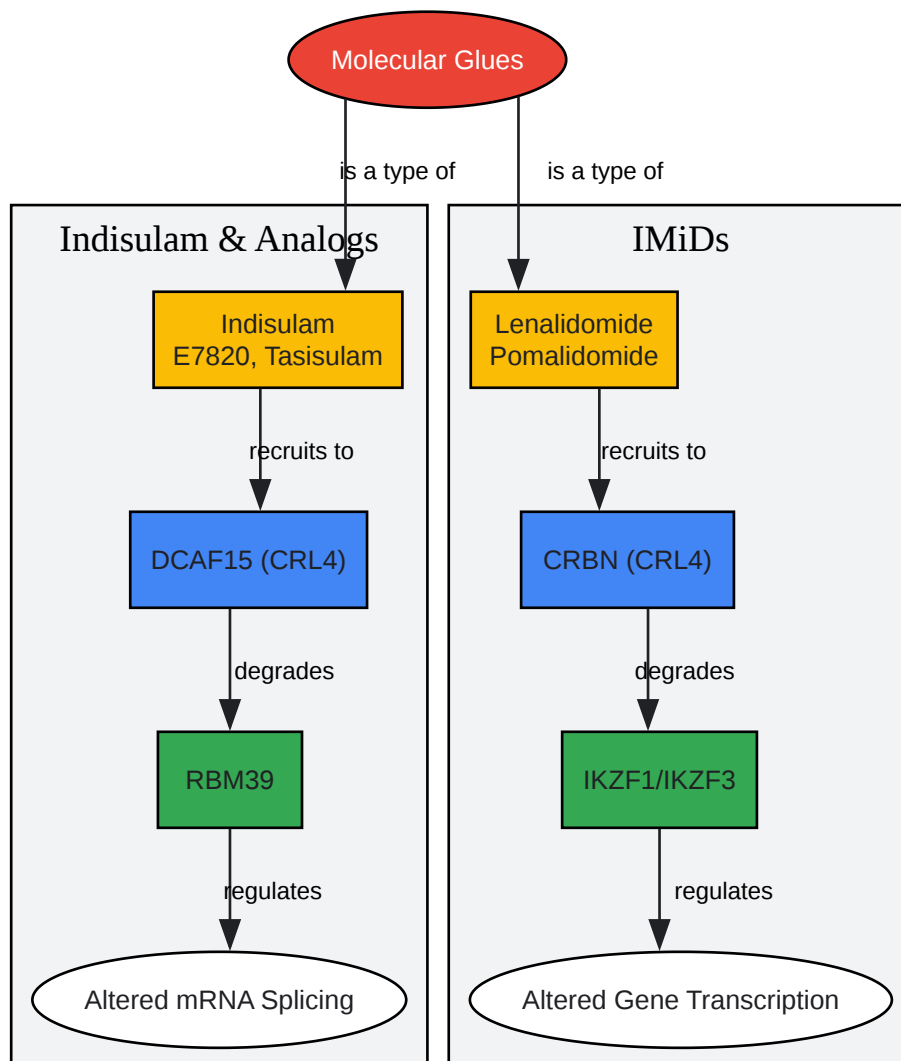 Molecular Glues
is a type of
is a type of
Indisulam & Analogs
IMiDs
Indisulam
E7820, Tasisulam
Lenalidomide
Pomalidomide
recruits to
recruits to
DCAF15 (CRL4)
CRBN (CRL4)
degrades
degrades
RBM39
IKZF1/IKZF3
regulates
regulates
Altered mRNA Splicing
Altered Gene Transcription